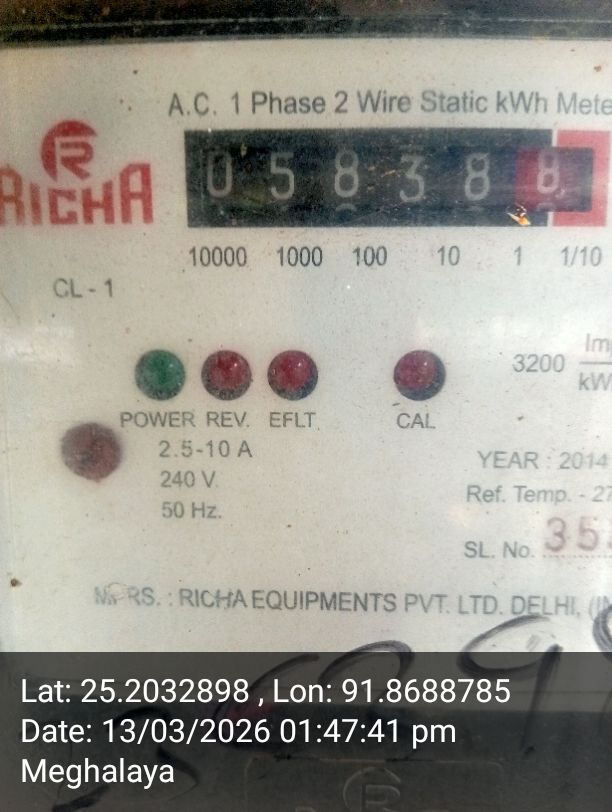 A.C. 1 Phase 2 Wire Static kWh Mete
RICHA
0 5 8 3 8 8
10000 1000 100 10 1 1/10
CL - 1
3200 Im
kW
POWER REV. EFLT CAL
2.5-10 A
240 V.
50 Hz.
YEAR : 2014
Ref. Temp. - 27
SL. No. 35
MFRS. : RICHA EQUIPMENTS PVT. LTD. DELHI, (IN
Lat: 25.2032898 , Lon: 91.8688785
Date: 13/03/2026 01:47:41 pm
Meghalaya